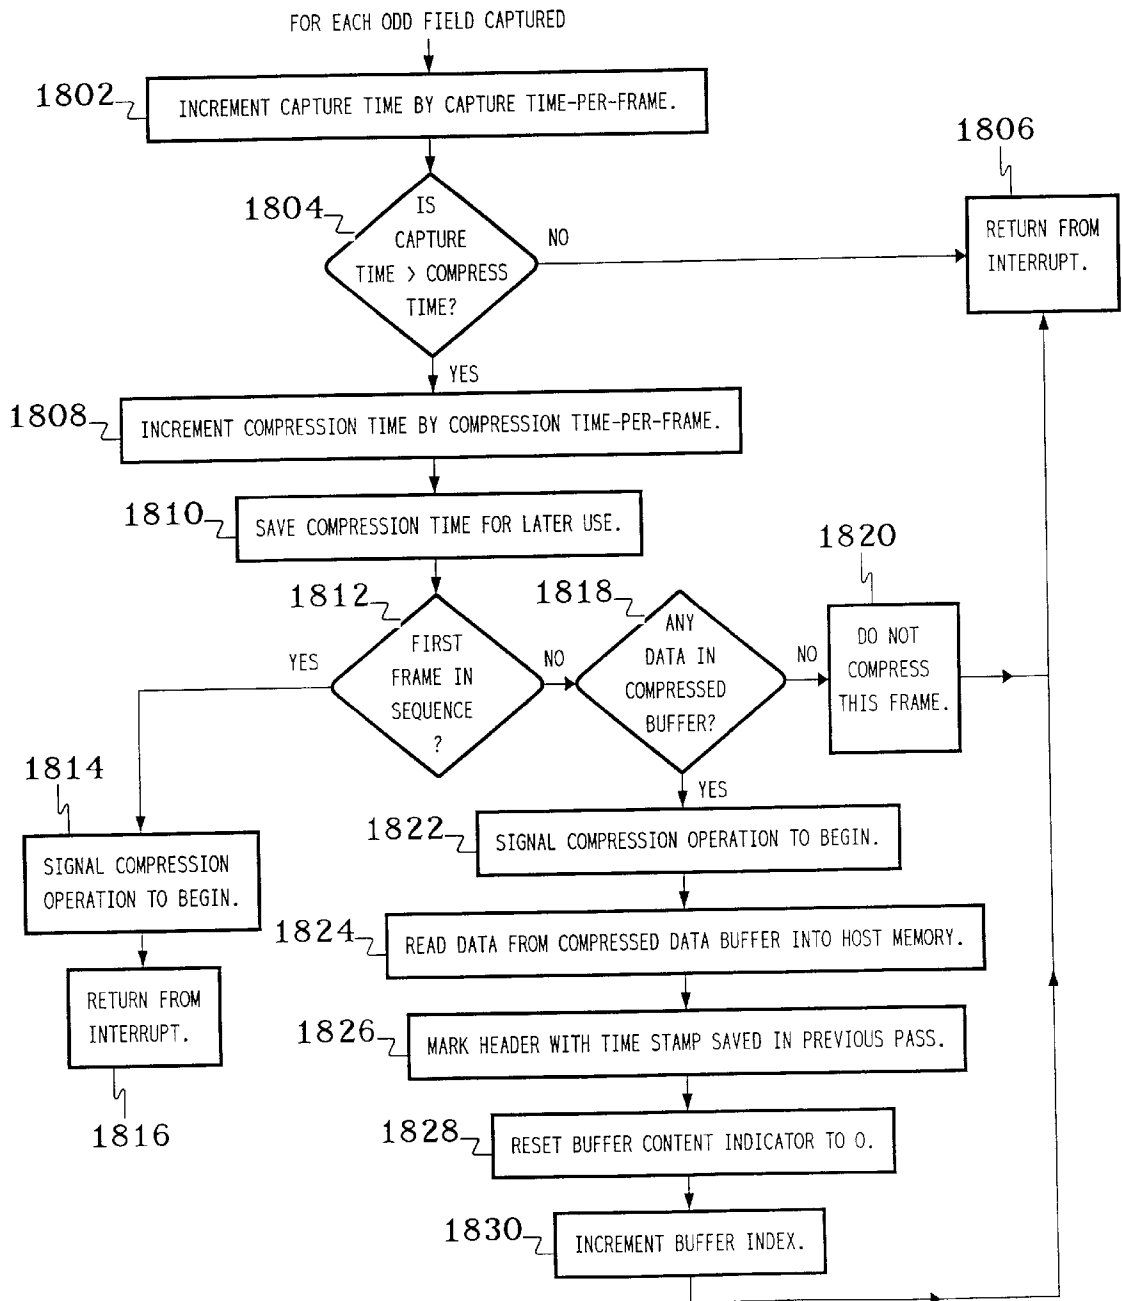 FOR EACH ODD FIELD CAPTURED
1802
INCREMENT CAPTURE TIME BY CAPTURE TIME-PER-FRAME.
1804
IS
CAPTURE
TIME > COMPRESS
TIME?
NO
1806
RETURN FROM
INTERRUPT.
YES
1808
INCREMENT COMPRESSION TIME BY COMPRESSION TIME-PER-FRAME.
1810
SAVE COMPRESSION TIME FOR LATER USE.
1812
FIRST
FRAME IN
SEQUENCE
?
YES
NO
1818
ANY
DATA IN
COMPRESSED
BUFFER?
NO
1820
DO NOT
COMPRESS
THIS FRAME.
YES
1814
SIGNAL COMPRESSION
OPERATION TO BEGIN.
RETURN FROM
INTERRUPT.
1816
1822
SIGNAL COMPRESSION OPERATION TO BEGIN.
1824
READ DATA FROM COMPRESSED DATA BUFFER INTO HOST MEMORY.
1826
MARK HEADER WITH TIME STAMP SAVED IN PREVIOUS PASS.
1828
RESET BUFFER CONTENT INDICATOR TO 0.
1830
INCREMENT BUFFER INDEX.